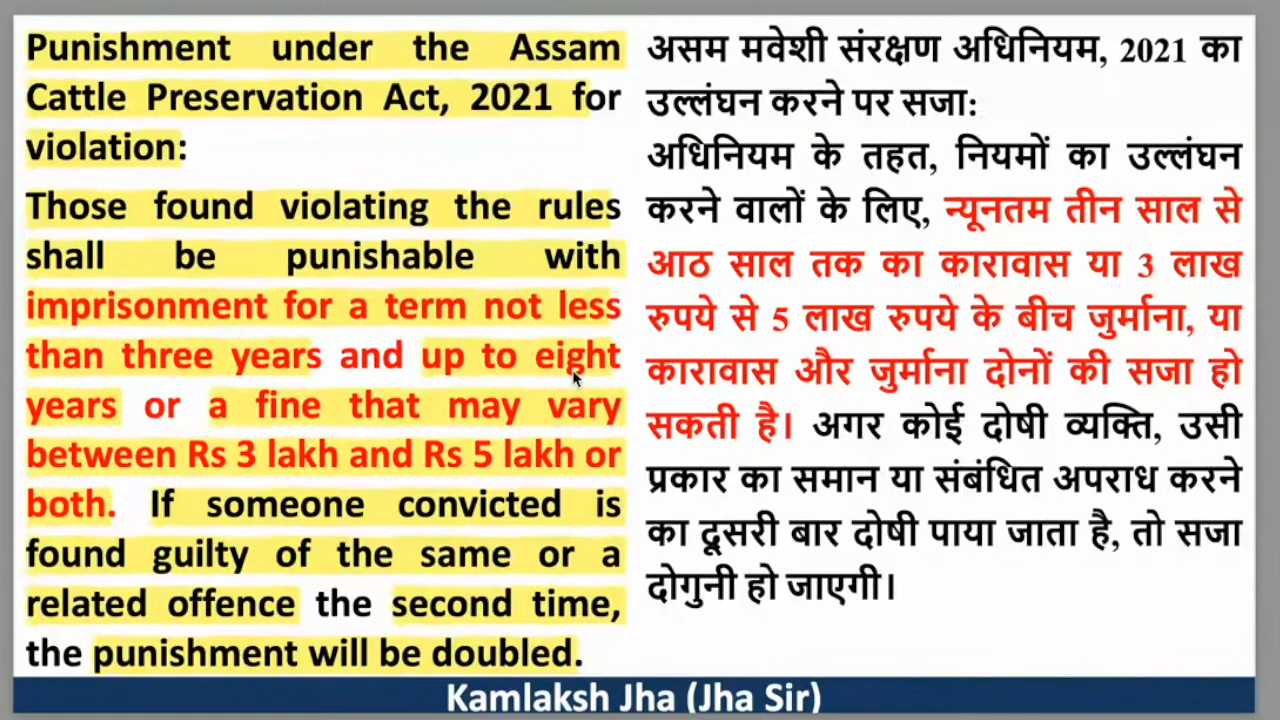 Punishment under the Assam
Cattle Preservation Act, 2021 for
violation:
Those found violating the rules
shall be punishable with
imprisonment for a term not less
than three years and up to eight
years or a fine that may vary
between Rs 3 lakh and Rs 5 lakh or
both. If someone convicted is
found guilty of the same or a
related offence the second time,
the punishment will be doubled.
असम मवेशी संरक्षण अधिनियम, 2021 का
उल्लंघन करने पर सजा:
अधिनियम के तहत, नियमों का उल्लंघन
करने वालों के लिए, न्यूनतम तीन साल से
आठ साल तक का कारावास या 3 लाख
रुपये से 5 लाख रुपये के बीच जुर्माना, या
कारावास और जुर्माना दोनों की सजा हो
सकती है। अगर कोई दोषी व्यक्ति, उसी
प्रकार का समान या संबंधित अपराध करने
का दूसरी बार दोषी पाया जाता है, तो सजा
दोगुनी हो जाएगी।
Kamlaksh Jha (Jha Sir)